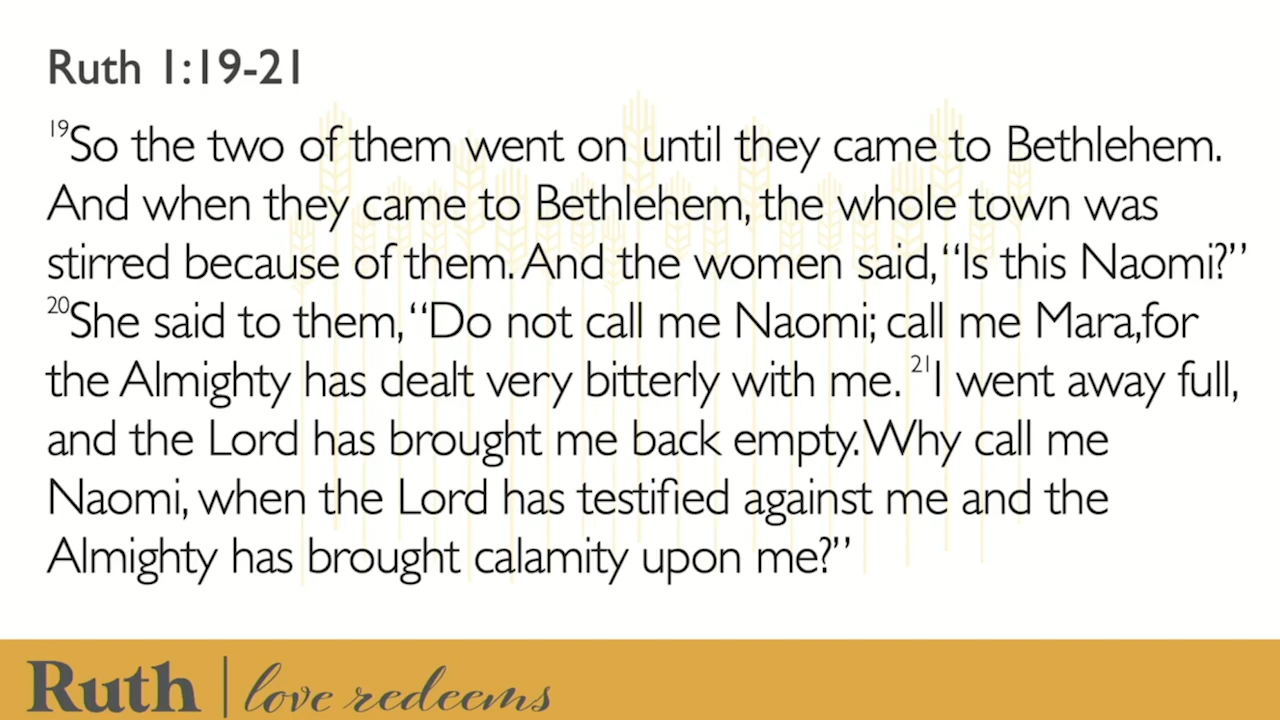 Ruth 1:19-21
19So the two of them went on until they came to Bethlehem.
And when they came to Bethlehem, the whole town was
stirred because of them. And the women said, “Is this Naomi?”
20She said to them, “Do not call me Naomi; call me Mara,for
the Almighty has dealt very bitterly with me. 21I went away full,
and the Lord has brought me back empty. Why call me
Naomi, when the Lord has testified against me and the
Almighty has brought calamity upon me?”
Ruth | love redeems